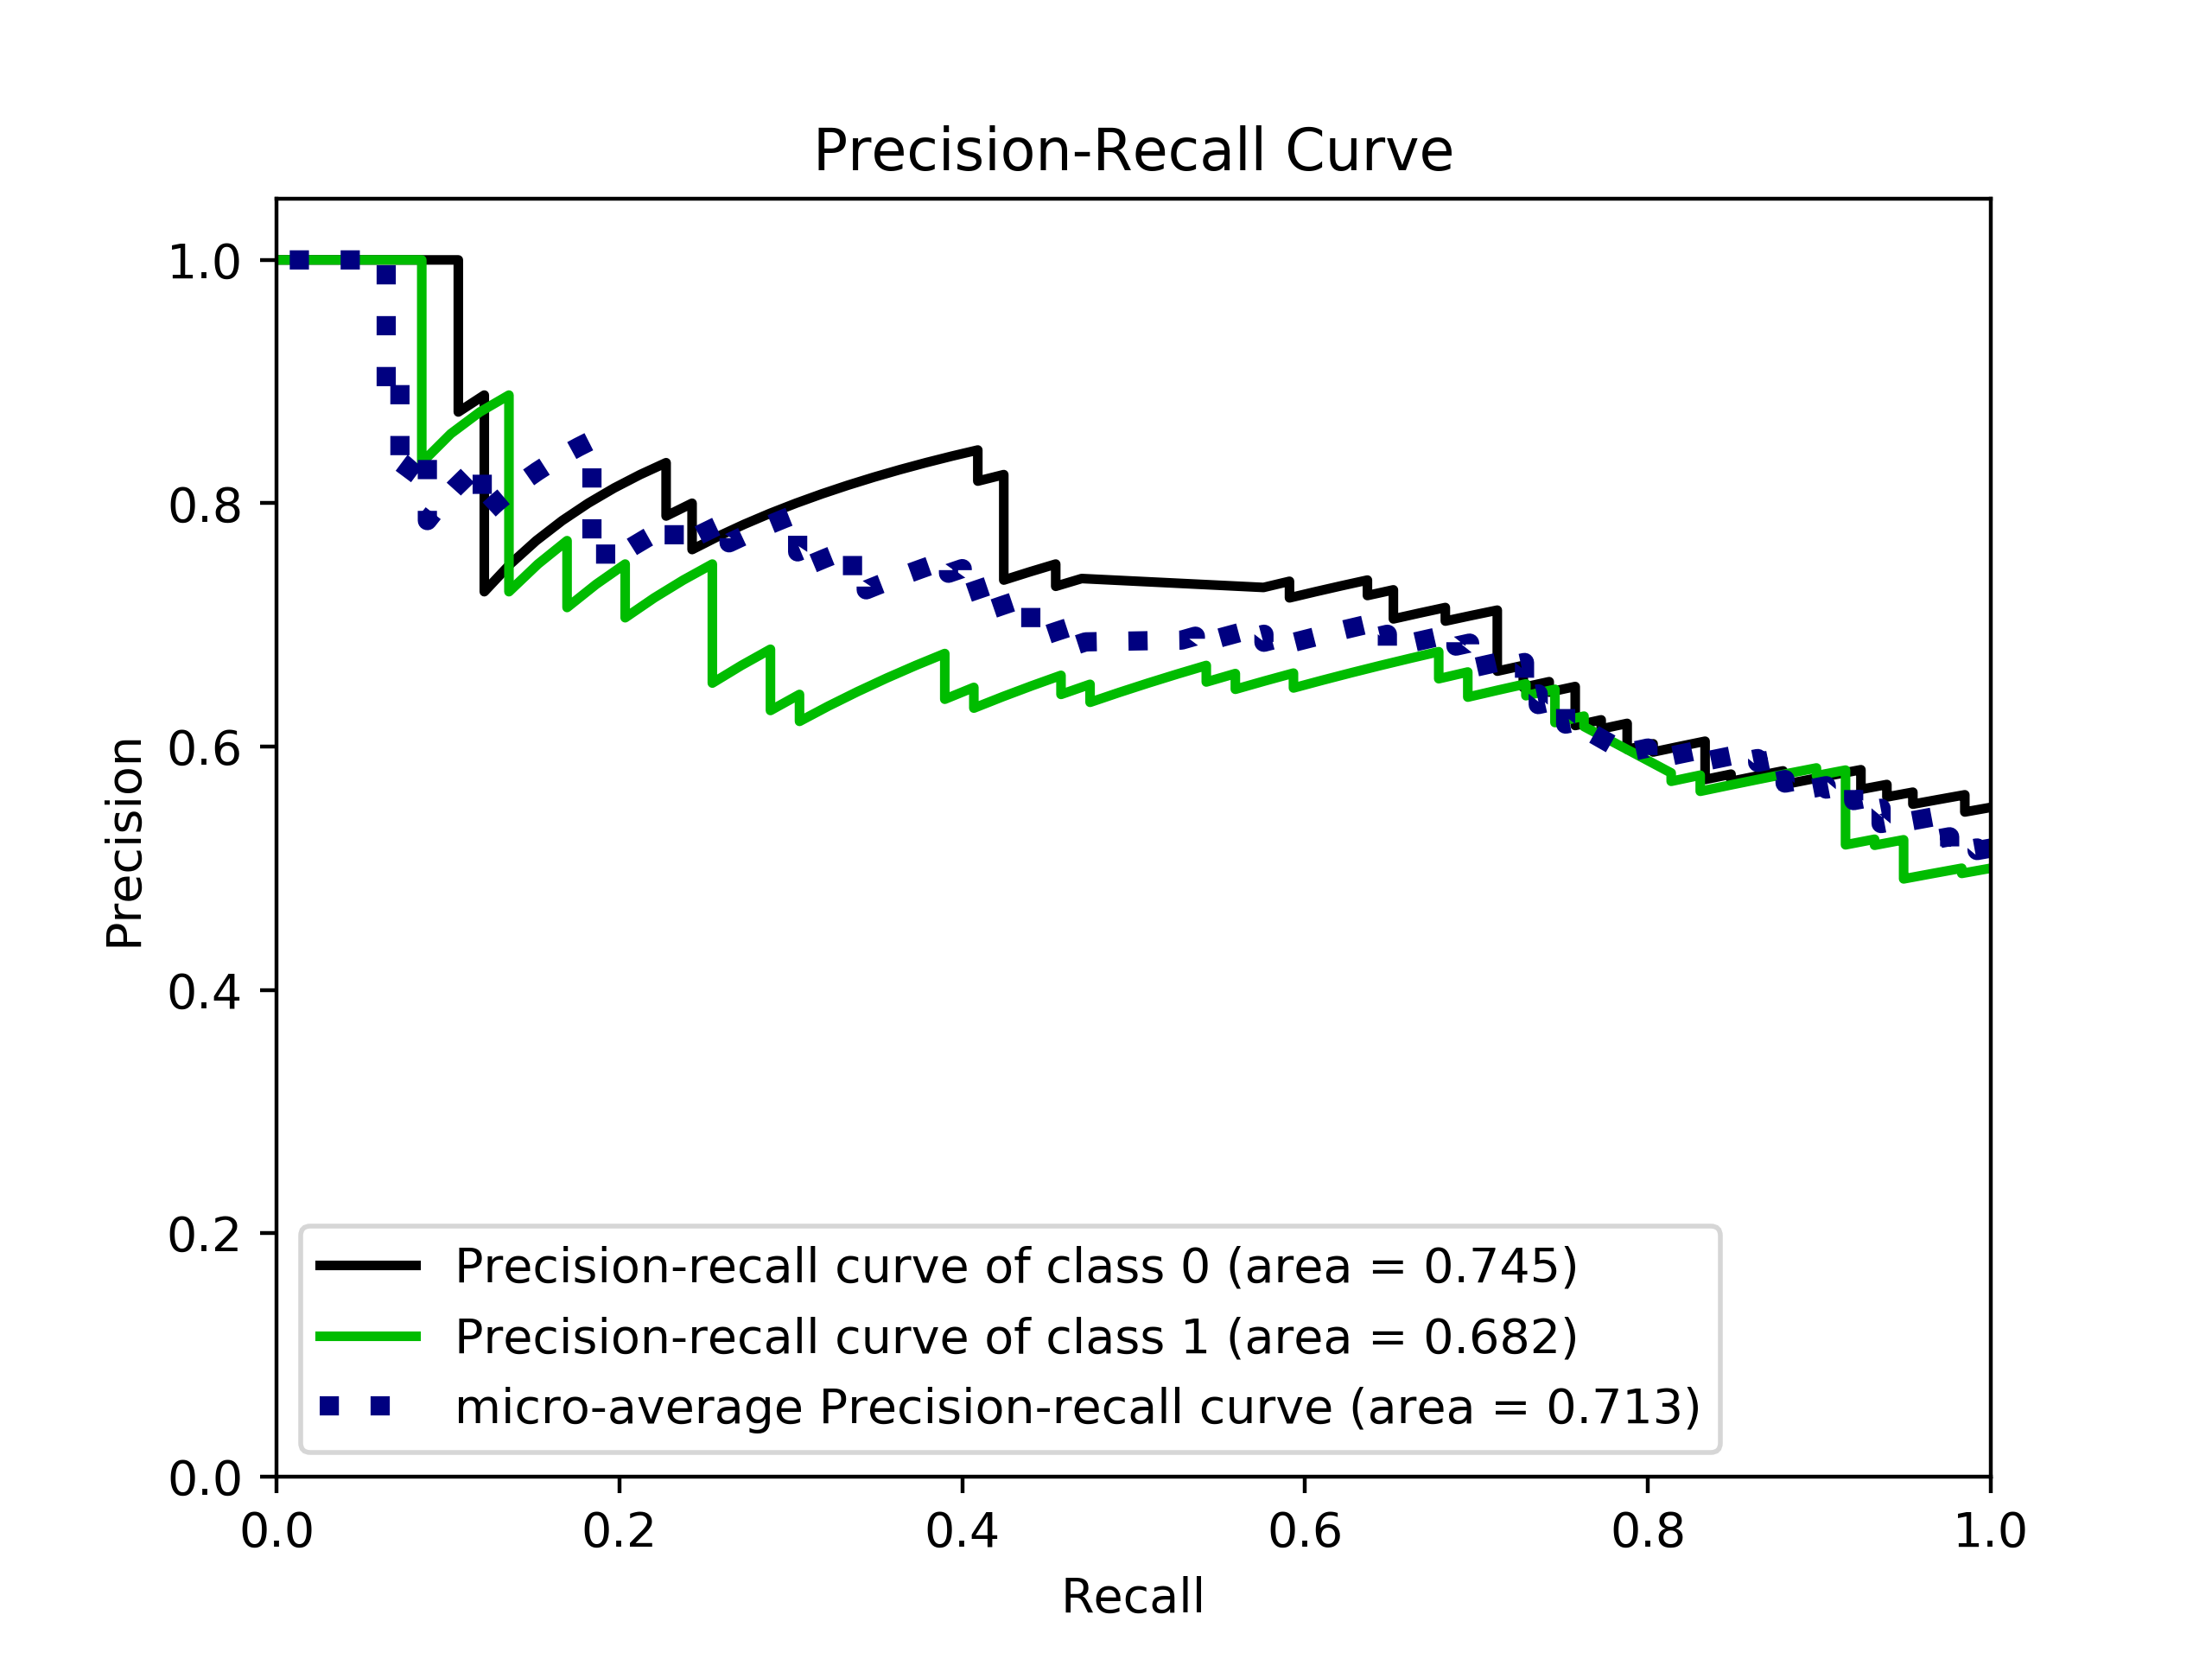 Precision-Recall Curve
1.0
0.8
0.6
0.4
0.2
0.0
Precision
Precision-recall curve of class 0 (area = 0.745)
Precision-recall curve of class 1 (area = 0.682)
micro-average Precision-recall curve (area = 0.713)
0.0 0.2 0.4 0.6 0.8 1.0
Recall